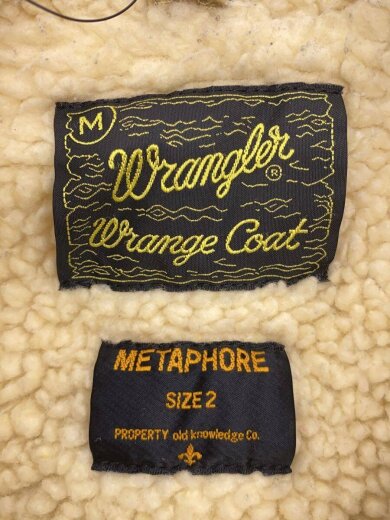 M
Wrangler ®
Wrange Coat
METAPHORE
SIZE 2
PROPERTY old knowledge Co.